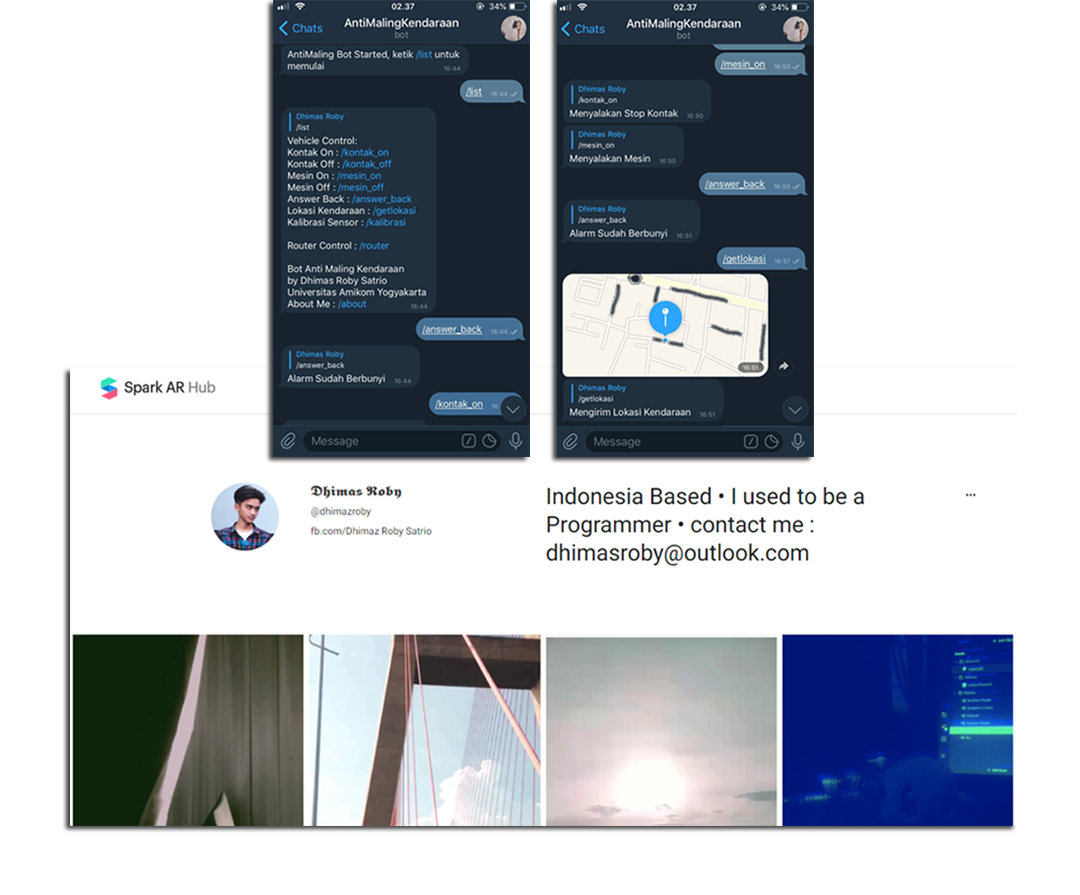 02.37
34%
Chats
AntiMalingKendaraan
bot
AntiMaling Bot Started, ketik /list untuk
memulai
16:44
/list
16:44
Dhimas Roby
/list
Vehicle Control:
Kontak On : /kontak_on
Kontak Off : /kontak_off
Mesin On : /mesin_on
Mesin Off : /mesin_off
Answer Back : /answer_back
Lokasi Kendaraan : /getlokasi
Kalibrasi Sensor : /kalibrasi
Router Control : /router
Bot Anti Maling Kendaraan
by Dhimas Roby Satrio
Universitas Amikom Yogyakarta
About Me : /about
16:44
/answer_back
16:44
Dhimas Roby
/answer_back
Alarm Sudah Berbunyi
16:44
/kontak_on
Message
02.37
34%
Chats
AntiMalingKendaraan
bot
/mesin_on
16:50
Dhimas Roby
/kontak_on
Menyalakan Stop Kontak
16:50
Dhimas Roby
/mesin_on
Menyalakan Mesin
16:50
/answer_back
16:50
Dhimas Roby
/answer_back
Alarm Sudah Berbunyi
16:51
/getlokasi
16:51
16:51
Dhimas Roby
/getlokasi
Mengirim Lokasi Kendaraan
16:51
Message
Spark AR Hub
Dhimas Roby
@dhimazroby
fb.com/Dhimaz Roby Satrio
Indonesia Based • I used to be a
Programmer • contact me :
dhimasroby@outlook.com